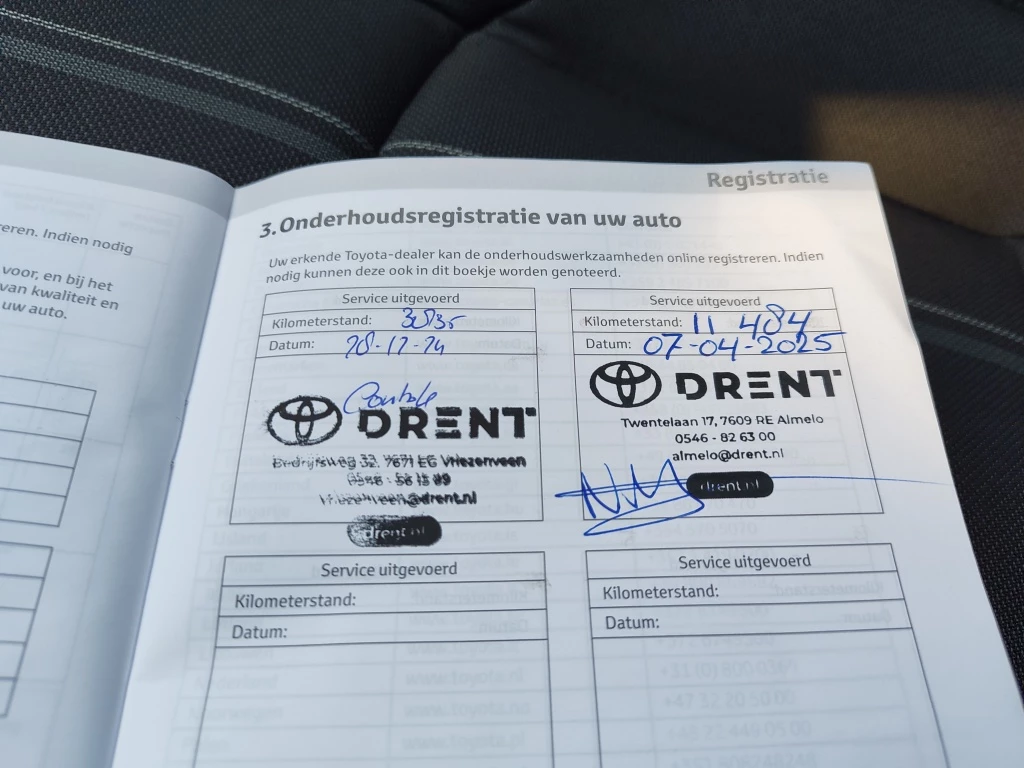 eren. Indien nodig
voor, en bij het
van kwaliteit en
uw auto.
Registratie
3. Onderhoudsregistratie van uw auto
Uw erkende Toyota-dealer kan de onderhoudswerkzaamheden online registreren. Indien
nodig kunnen deze ook in dit boekje worden genoteerd.
Service uitgevoerd
Kilometerstand:
Datum: 28-12-24
DRENT
Bedrijfsweg 32, 7671 EG Vriezenveen
Vriezenveen@drent.nl
drent.nl
Service uitgevoerd
Kilometerstand: 11 484
Datum: 07-04-2025
DRENT
Twentelaan 17, 7609 RE Almelo
0546 - 82 63 00
almelo@drent.nl
drent.nl
Service uitgevoerd
Kilometerstand:
Datum:
Service uitgevoerd
Kilometerstand:
Datum: